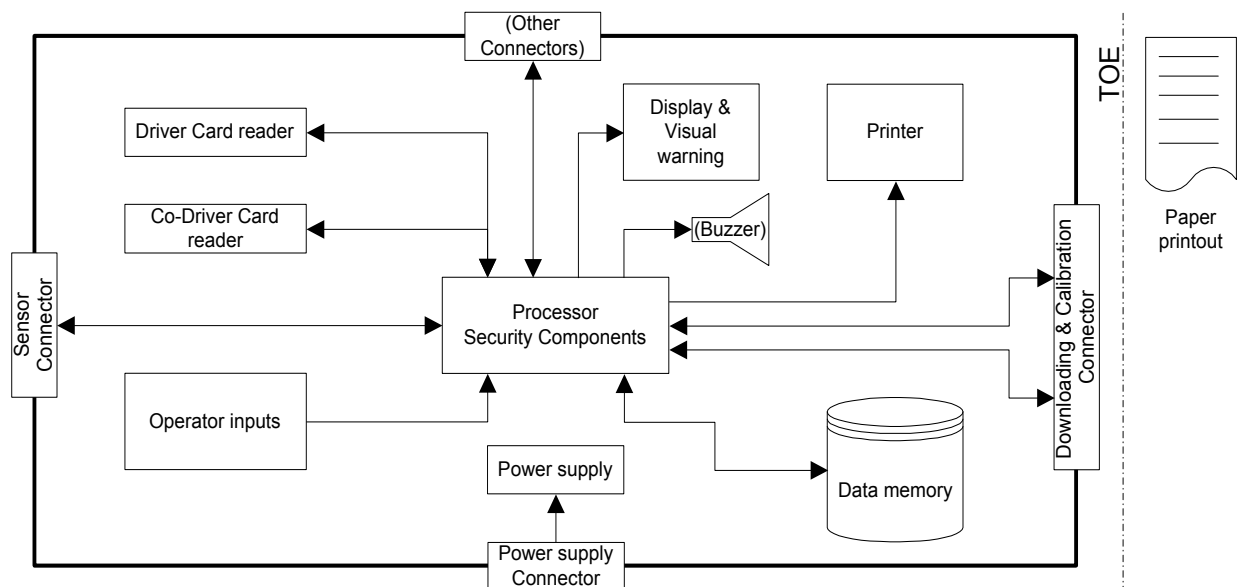 (Other
Connectors)
TOE
Driver Card reader
Display &
Visual
warning
Printer
Co-Driver Card
reader
(Buzzer)
Paper
printout
Sensor
Connector
Processor
Security Components
Downloading & Calibration
Connector
Operator inputs
Power supply
Data memory
Power supply
Connector